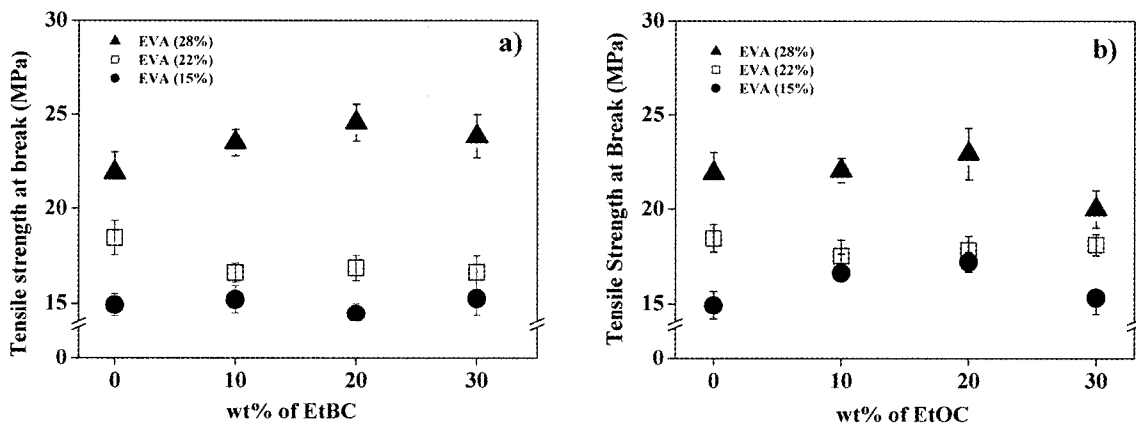 30
25
20
15
0
Tensile strength at break (MPa)
EVA (28%)
EVA (22%)
EVA (15%)
a)
0 10 20 30
wt% of EtBC
30
25
20
15
0
Tensile Strength at Break (MPa)
EVA (28%)
EVA (22%)
EVA (15%)
b)
0 10 20 30
wt% of EtOC